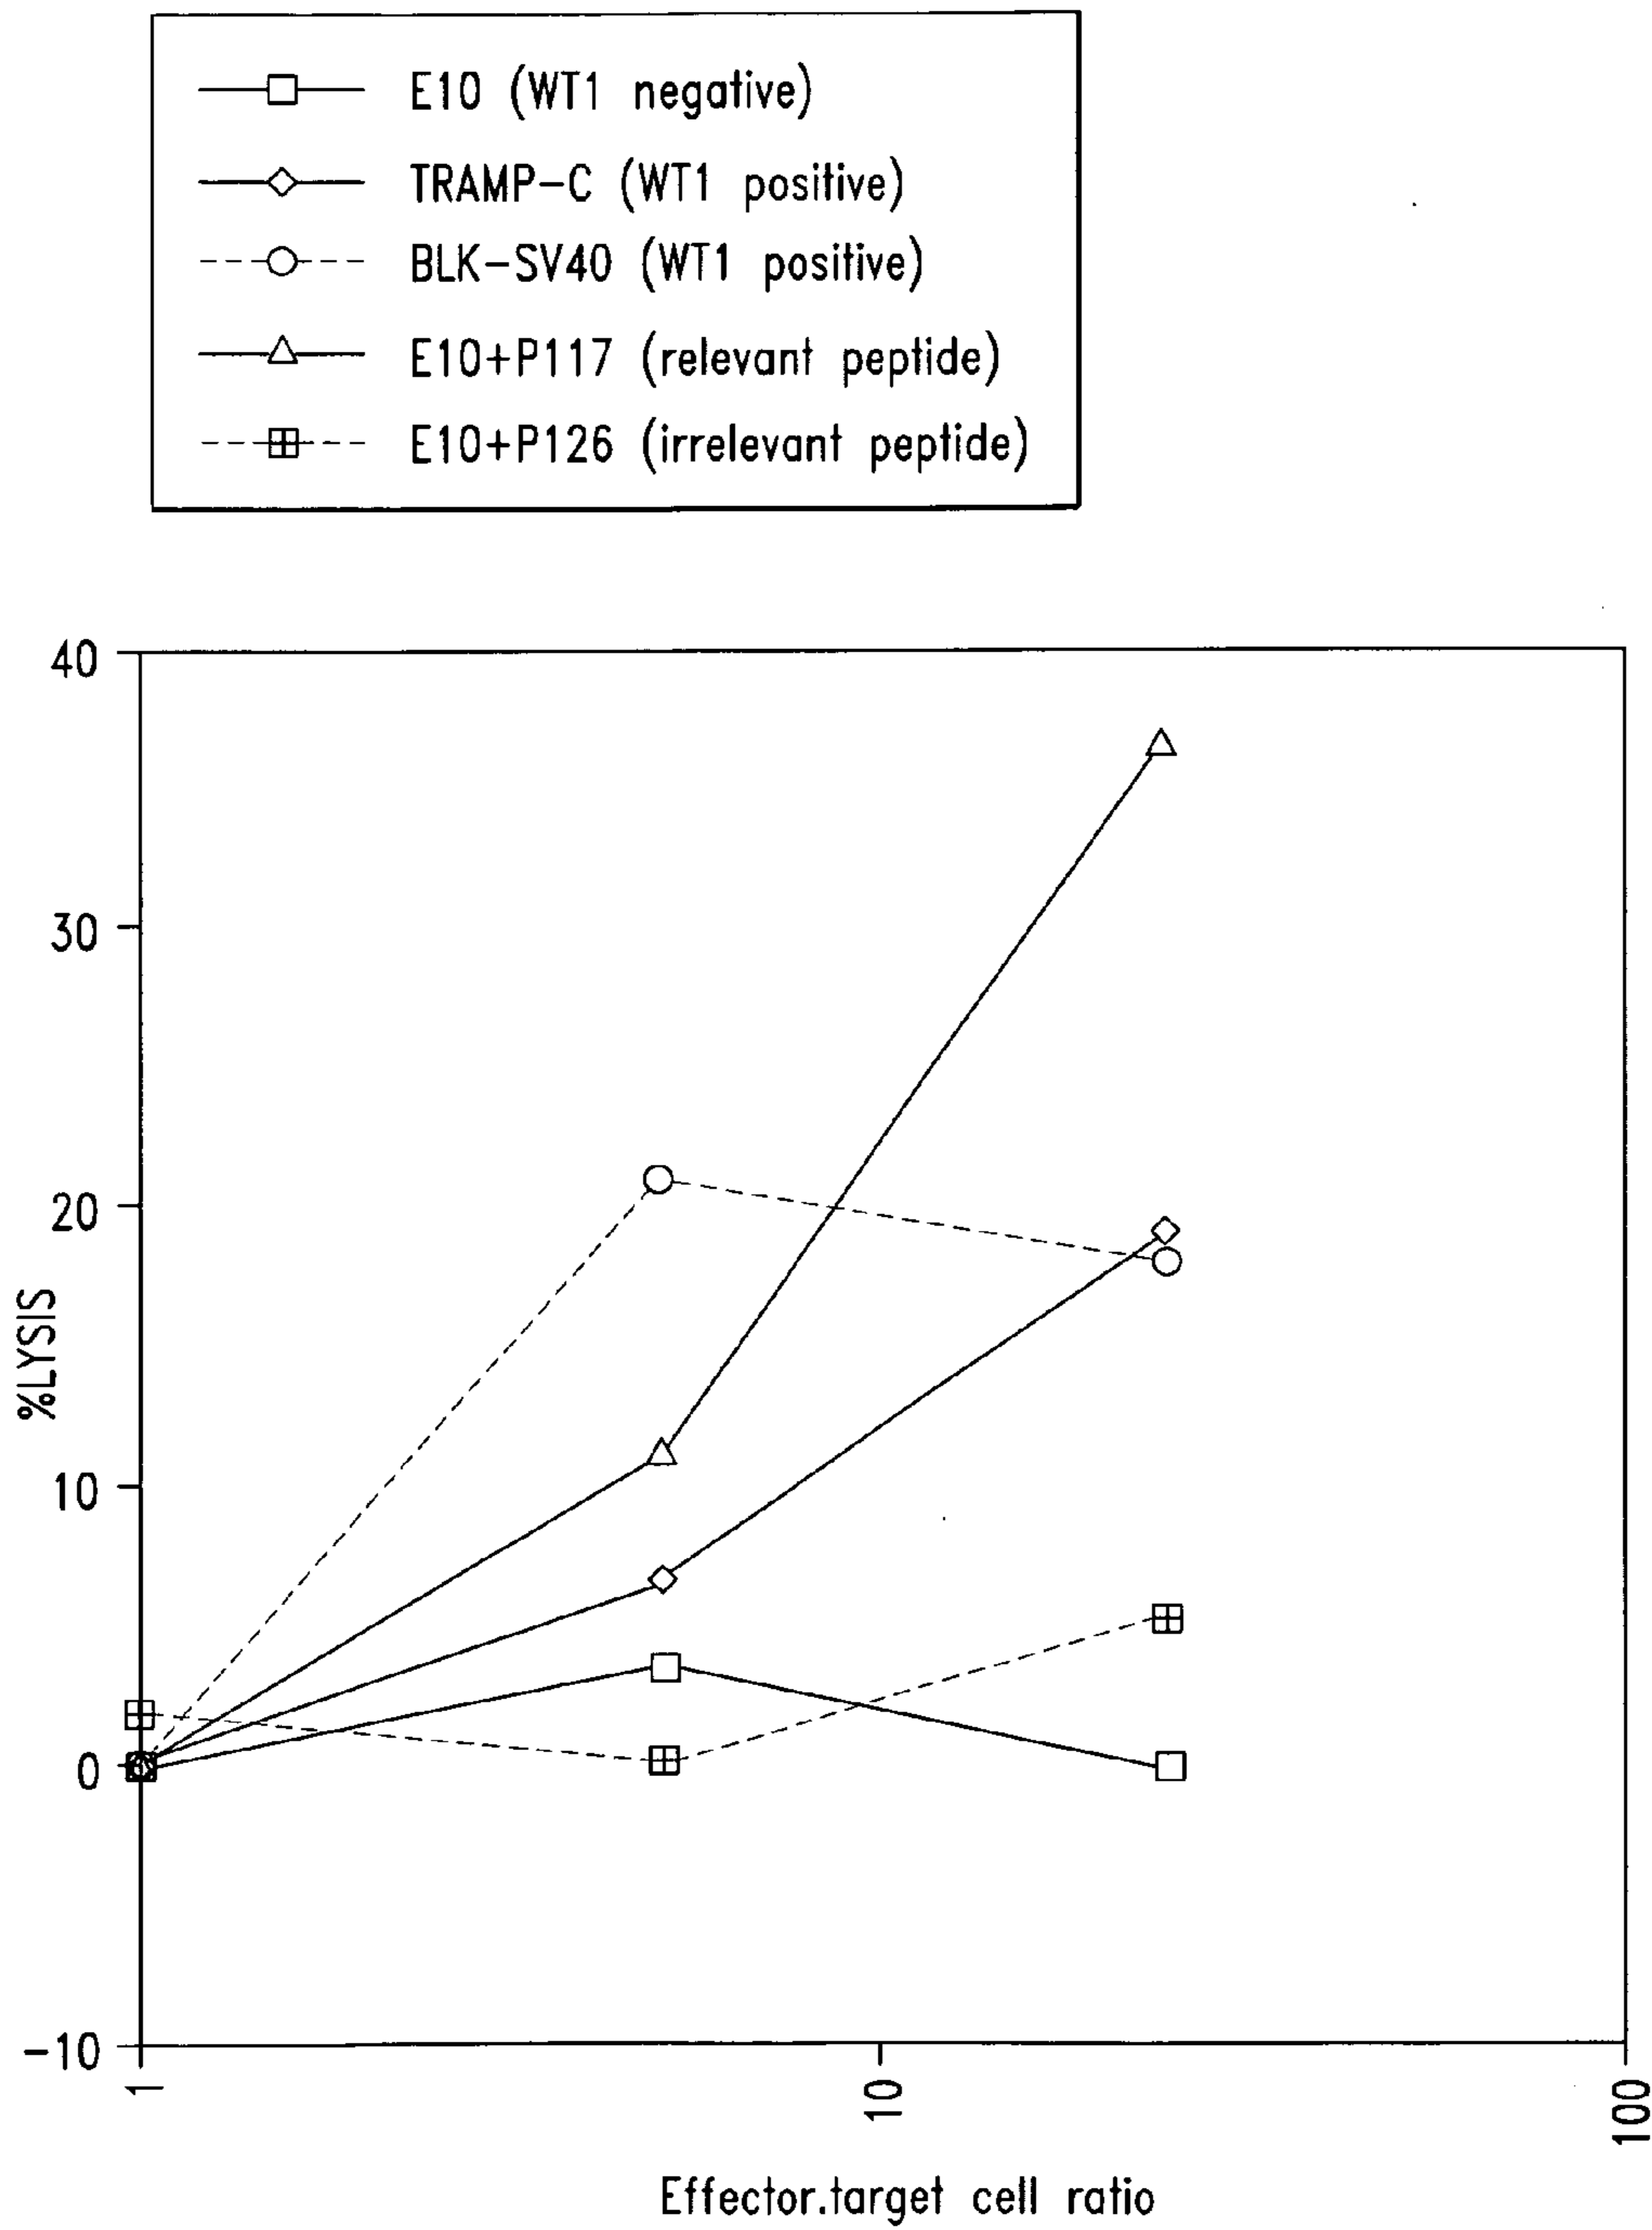 E10 (WT1 negative)
TRAMP-C (WT1 positive)
BLK-SV40 (WT1 positive)
E10+P117 (relevant peptide)
E10+P126 (irrelevant peptide)
40
30
20
10
0
-10
%LYSIS
1
10
100
Effector.target cell ratio